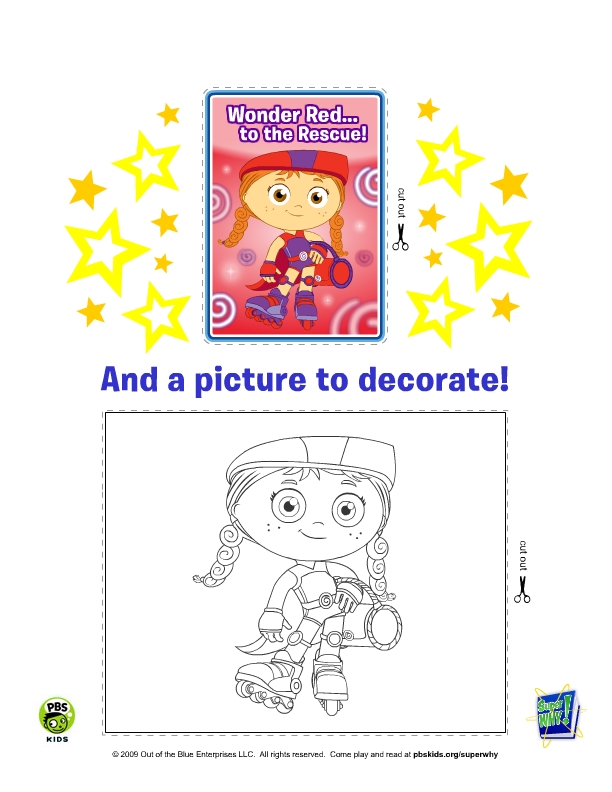 Wonder Red...
to the Rescue!
cut out
And a picture to decorate!
cut out
PBS
KIDS
SUPER
WHY!
© 2009 Out of the Blue Enterprises LLC. All rights reserved. Come play and read at pbskids.org/superwhy